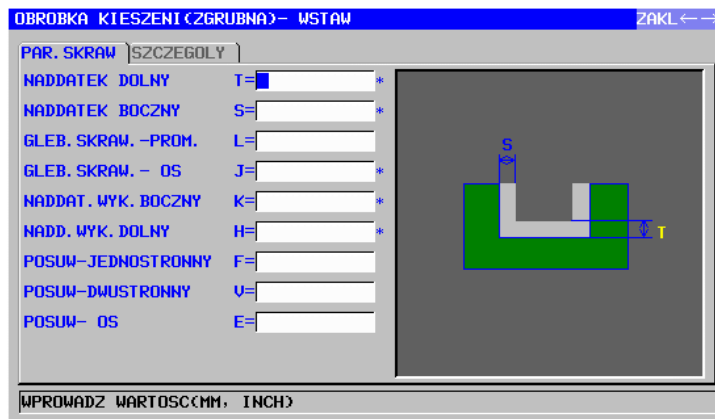 OBROBKA KIESZENI(ZGRUBNA)- WSTAW ZAKL←→
PAR.SKRAW SZCZEGOLY
NADDATEK DOLNY T= *
NADDATEK BOCZNY S= *
GLEB.SKRAW.-PROM. L=
GLEB.SKRAW.- OS J= *
NADDAT.WYK.BOCZNY K= *
NADD.WYK.DOLNY H= *
POSUW-JEDNOSTRONNY F=
POSUW-DWUSTRONNY V=
POSUW- OS E=
S
T
WPROWADZ WARTOSC(MM, INCH)